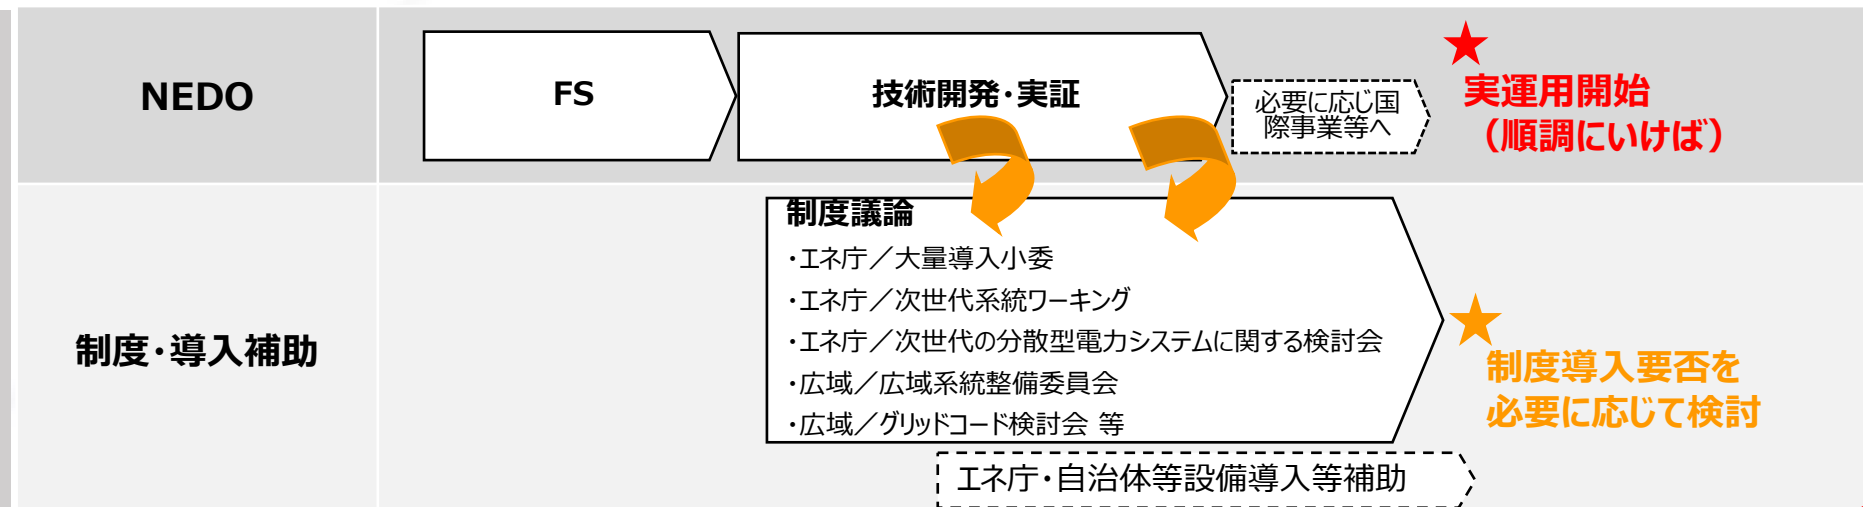 NEDO
FS
技術開発・実証
必要に応じ国
際事業等へ
実運用開始
（順調にいけば）
制度・導入補助
制度議論
・エネ庁／大量導入小委
・エネ庁／次世代系統ワーキング
・エネ庁／次世代の分散型電力システムに関する検討会
・広域／広域系統整備委員会
・広域／グリッドコード検討会 等
制度導入要否を
必要に応じて検討
エネ庁・自治体等設備導入等補助